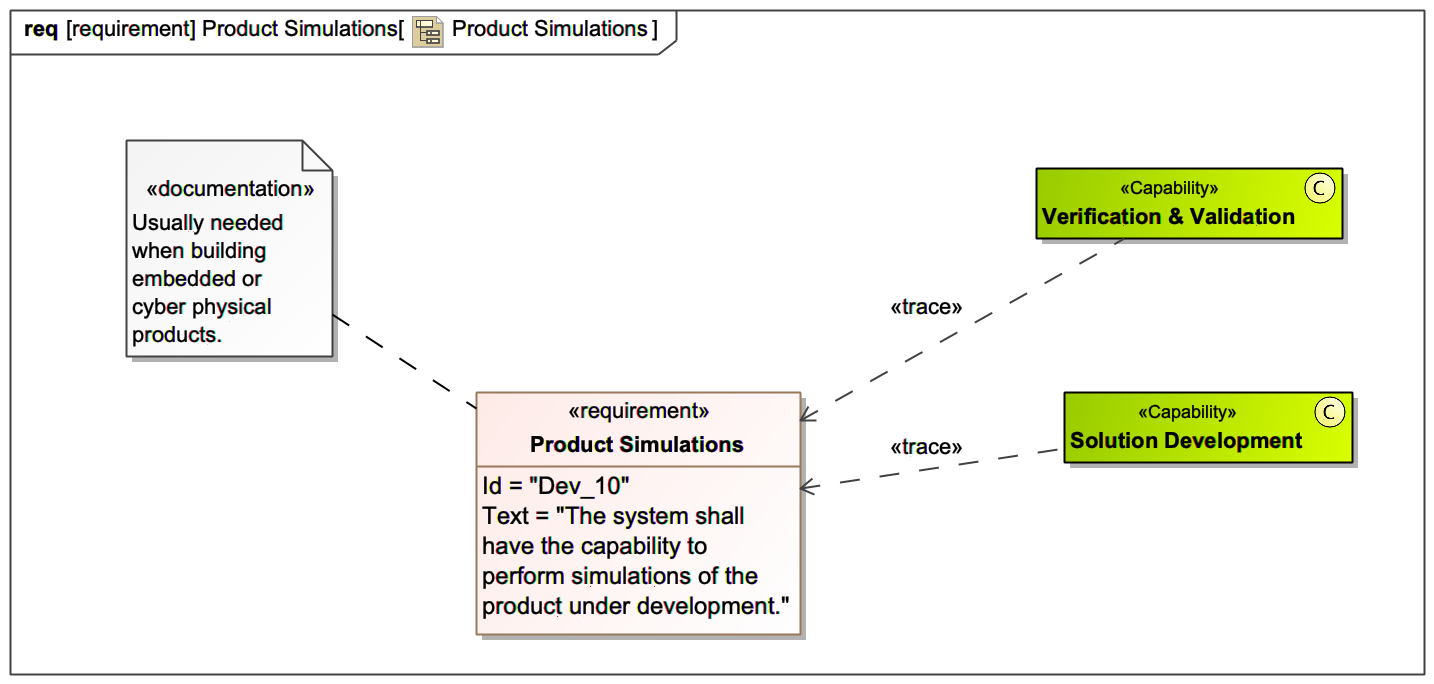 req [requirement] Product Simulations[ Product Simulations ]
«documentation»
Usually needed
when building
embedded or
cyber physical
products.
«Capability»
C
Verification & Validation
«trace»
«requirement»
Product Simulations
Id = "Dev_10"
Text = "The system shall
have the capability to
perform simulations of the
product under development."
«trace»
«Capability»
C
Solution Development